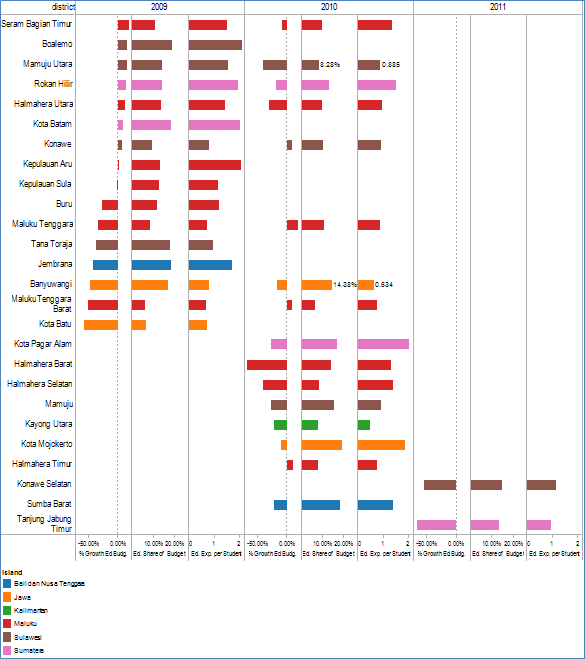 district 2009 2010 2011
Seram Bagian Timur
Boalemo
Mamuju Utara 8.28% 0.885
Rokan Hilir
Halmahera Utara
Kota Batam
Konawe
Kepulauan Aru
Kepulauan Sula
Buru
Maluku Tenggara
Tana Toraja
Jembrana
Banyuwangi 14.38% 0.634
Maluku Tenggara
Barat
Kota Batu
Kota Pagar Alam
Halmahera Barat
Halmahera Selatan
Mamuju
Kayong Utara
Kota Mojokerto
Halmahera Timur
Konawe Selatan
Sumba Barat
Tanjung Jabung
Timur
-50.00% 0.00% 10.00% 20.00% 0 1 2 -50.00% 0.00% 10.00% 20.00% 0 1 2 -50.00% 0.00% 10.00% 20.00% 0 1 2
% Growth Ed Budg. Ed. Share of Budget Ed. Exp. per Student % Growth Ed Budg. Ed. Share of Budget Ed. Exp. per Student % Growth Ed Budg. Ed. Share of Budget Ed. Exp. per Student
Island
Bali dan Nusa Tenggara
Jawa
Kalimantan
Maluku
Sulawesi
Sumatera